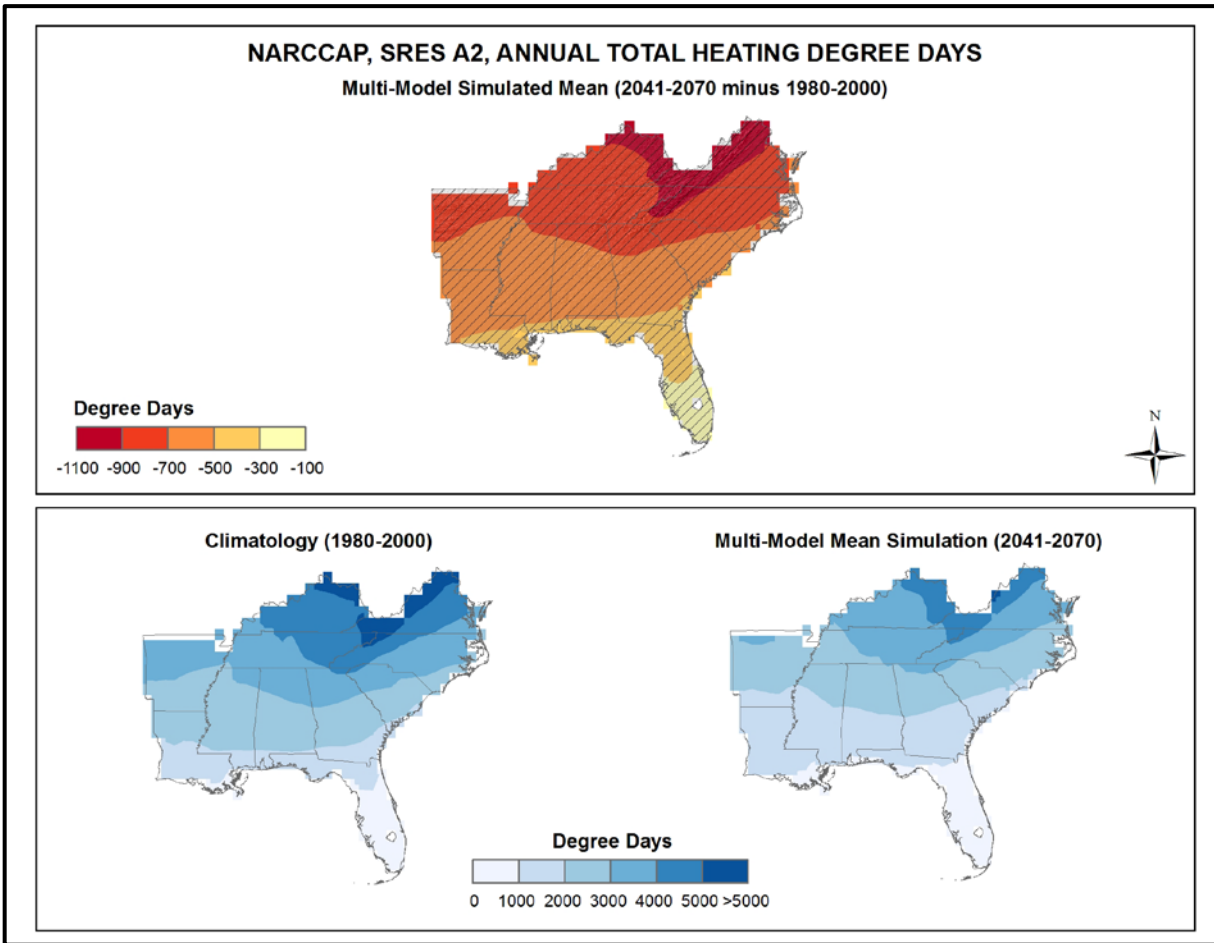 NARCCAP, SRES A2, ANNUAL TOTAL HEATING DEGREE DAYS
Multi-Model Simulated Mean (2041-2070 minus 1980-2000)
Degree Days
-1100 -900 -700 -500 -300 -100
N
Climatology (1980-2000)
Multi-Model Mean Simulation (2041-2070)
Degree Days
0 1000 2000 3000 4000 5000 >5000